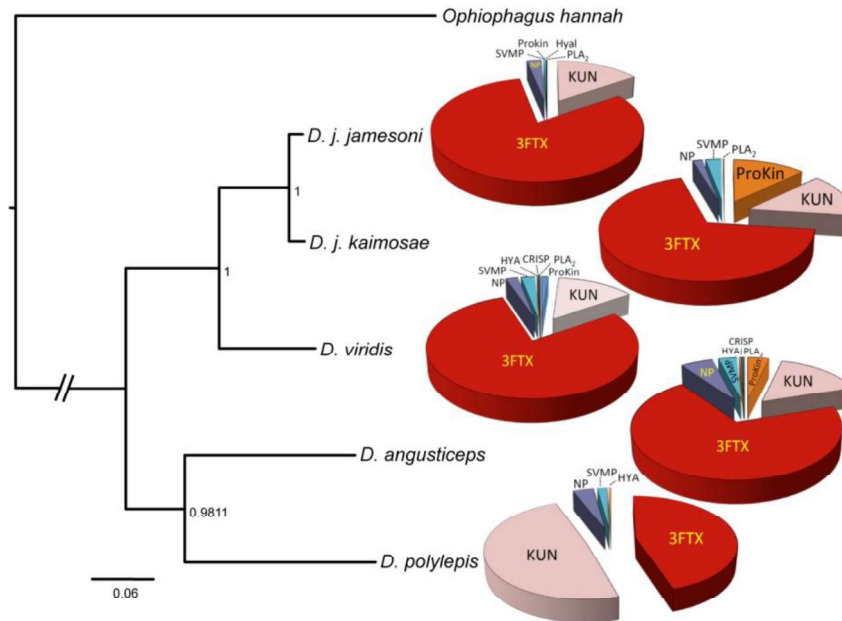 Ophiophagus hannah
Prokin
Hyal
SVMP
PLA2
NP
KUN
3FTX
D. j. jamesoni
1
SVMP
PLA2
NP
ProKin
KUN
3FTX
D. j. kaimosae
1
HYA
CRISP
PLA2
SVMP
ProKin
NP
KUN
3FTX
D. viridis
CRISP
HYA
PLA2
NP
SVMP
ProKin
KUN
3FTX
D. angusticeps
SVMP
HYA
NP
0.9811
3FTX
KUN
D. polylepis
0.06